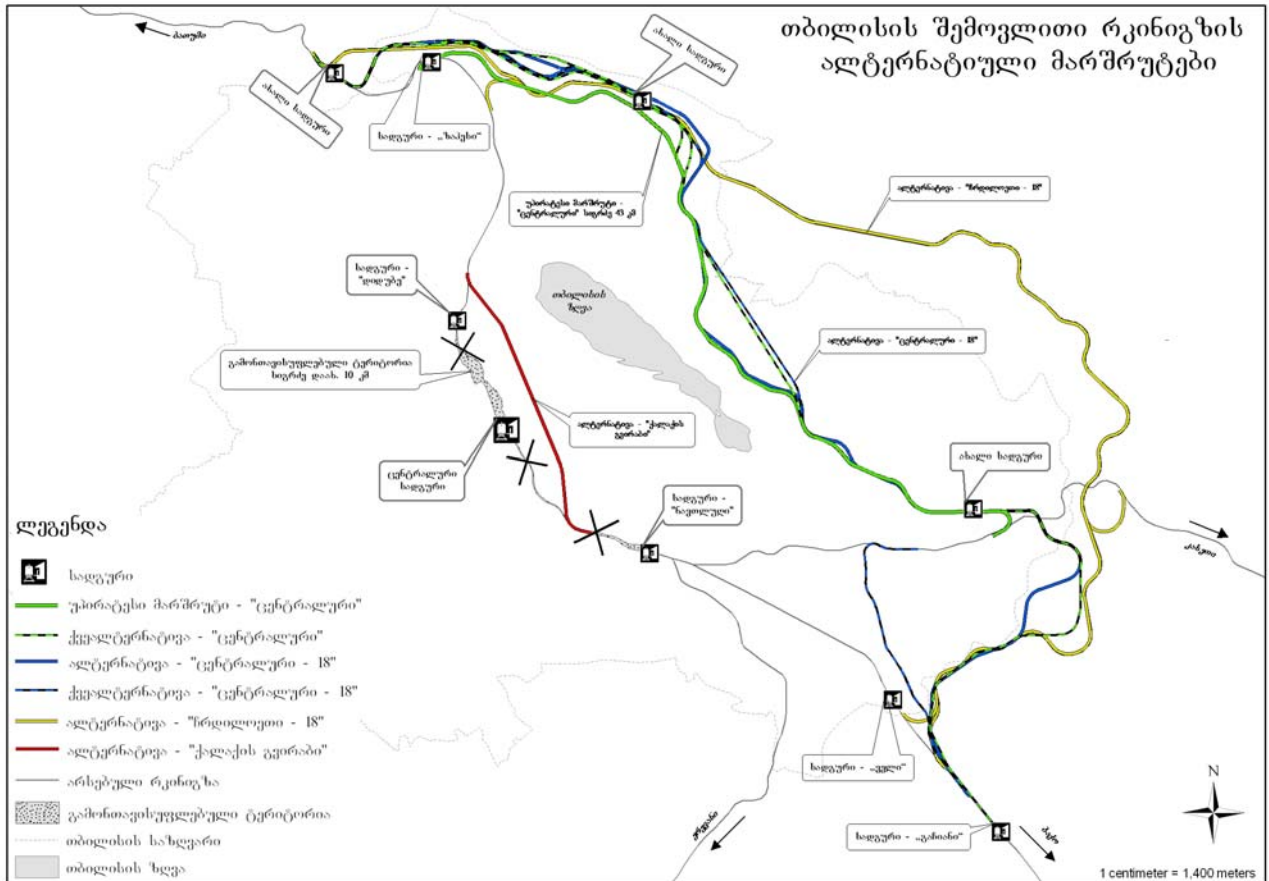 თბილისის შემოვლითი რკინიგზის
ალტერნატიული მარშრუტები
ბათუმი
ახალი სადგური
ახალი სადგური
სადგური - „ზაჰესი“
უპირატესი მარშრუტი -
"ცენტრალური" სიგრძე 43 კმ
ალტერნატივა - "ჩრდილოეთი - 18"
სადგური -
"დიდუბე"
თბილისის
ზღვა
გამონთავისუფლებული ტერიტორია
სიგრძე დაახ. 10 კმ
ალტერნატივა - "ცენტრალური - 18"
ალტერნატივა - "ქალაქის
გვირაბი"
ცენტრალური
სადგური
ახალი სადგური
სადგური -
"ნავთლუღი"
კახეთი
ლეგენდა
სადგური
უპირატესი მარშრუტი - "ცენტრალური"
ქვეალტერნატივა - "ცენტრალური"
ალტერნატივა - "ცენტრალური - 18"
ქვეალტერნატივა - "ცენტრალური - 18"
ალტერნატივა - "ჩრდილოეთი - 18"
ალტერნატივა - "ქალაქის გვირაბი"
არსებული რკინიგზა
გამონთავისუფლებული ტერიტორია
თბილისის საზღვარი
თბილისის ზღვა
სადგური - „ველი“
სადგური - „გაჩიანი“
ერევანი
ბაქო
N
1 centimeter = 1,400 meters